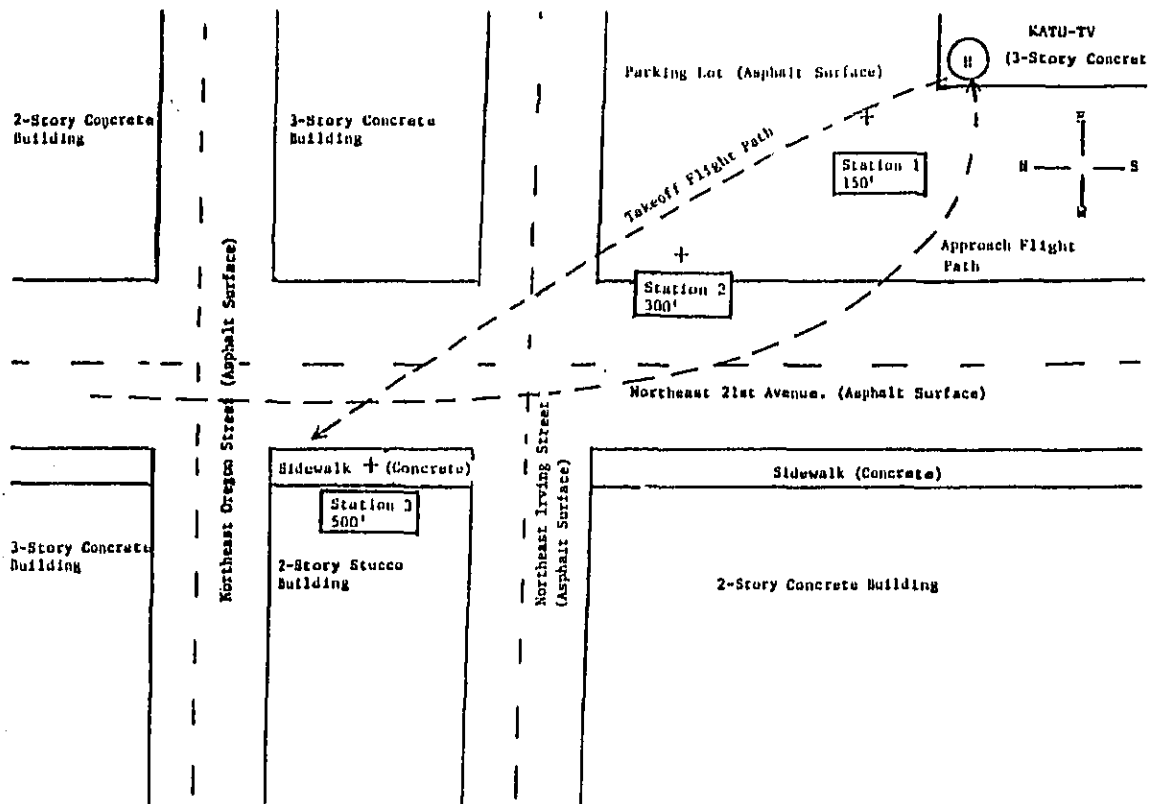 KATU-TV
(3-Story Concret
H
Parking Lot (Asphalt Surface)
2-Story Concrete
Building
3-Story Concrete
Building
Takeoff Flight Path
Station 1
150'
E
N
S
W
Approach Flight
Path
Station 2
300'
Northeast Oregon Street (Asphalt Surface)
Northeast 21st Avenue. (Asphalt Surface)
Sidewalk (Concrete)
Sidewalk (Concrete)
Station 3
500'
Northeast Irving Street
(Asphalt Surface)
3-Story Concrete
Building
2-Story Stucco
Building
2-Story Concrete Building